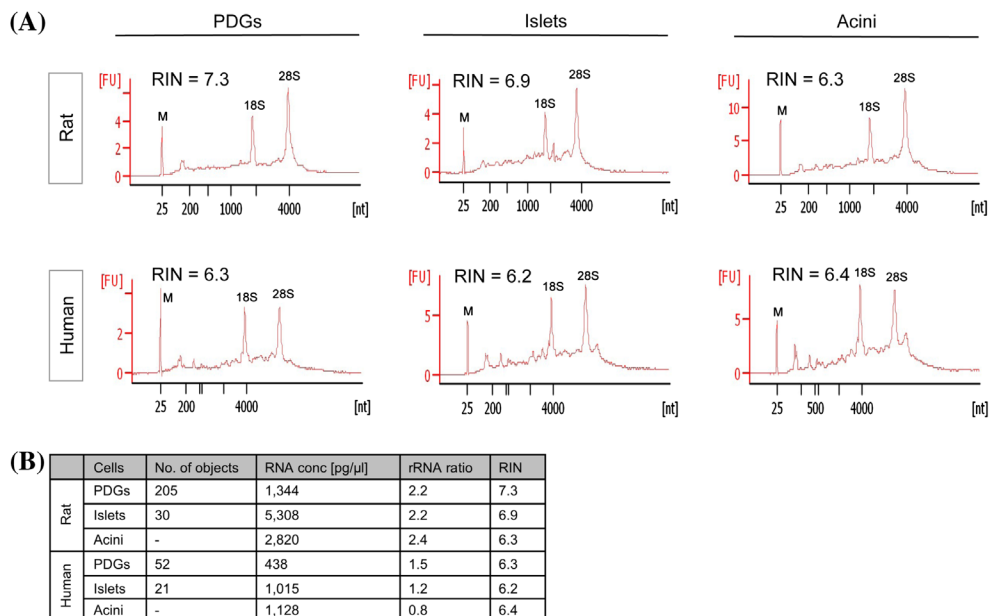 (A)
PDGs Islets Acini
Rat
[FU] RIN = 7.3 M 18S 28S
4
2
0
25 200 1000 4000 [nt]
[FU] RIN = 6.9 M 18S 28S
4
2
0
25 200 1000 4000 [nt]
[FU] RIN = 6.3 M 18S 28S
10
5
0
25 200 1000 4000 [nt]
Human
[FU] RIN = 6.3 M 18S 28S
2
0
25 200 4000 [nt]
[FU] RIN = 6.2 M 18S 28S
5
0
25 200 4000 [nt]
[FU] RIN = 6.4 M 18S 28S
5
0
25 500 4000 [nt]
(B)
Cells No. of objects RNA conc [pg/µl] rRNA ratio RIN
Rat
PDGs 205 1,344 2.2 7.3
Islets 30 5,308 2.2 6.9
Acini - 2,820 2.4 6.3
Human
PDGs 52 438 1.5 6.3
Islets 21 1,015 1.2 6.2
Acini - 1,128 0.8 6.4